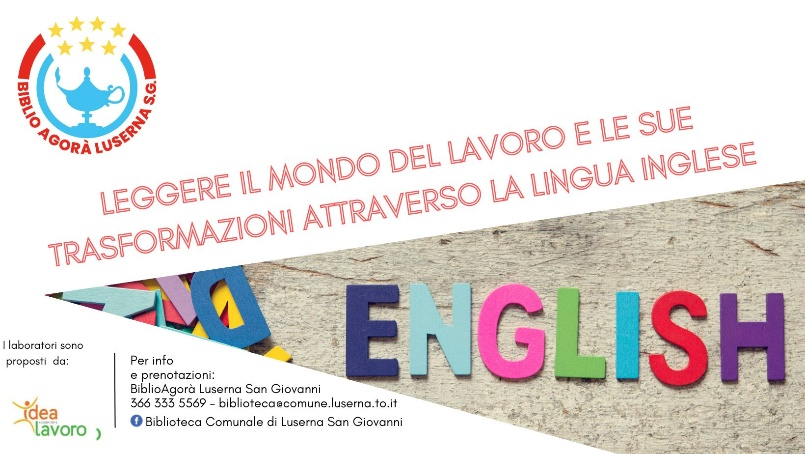 BIBLIO AGORÀ LUSERNA S.G.
LEGGERE IL MONDO DEL LAVORO E LE SUE
TRASFORMAZIONI ATTRAVERSO LA LINGUA INGLESE
ENGLISH
I laboratori sono
proposti da:
idea
lavoro
Per info
e prenotazioni:
BiblioAgorà Luserna San Giovanni
366 333 5569 - biblioteca@comune.luserna.to.it
Biblioteca Comunale di Luserna San Giovanni